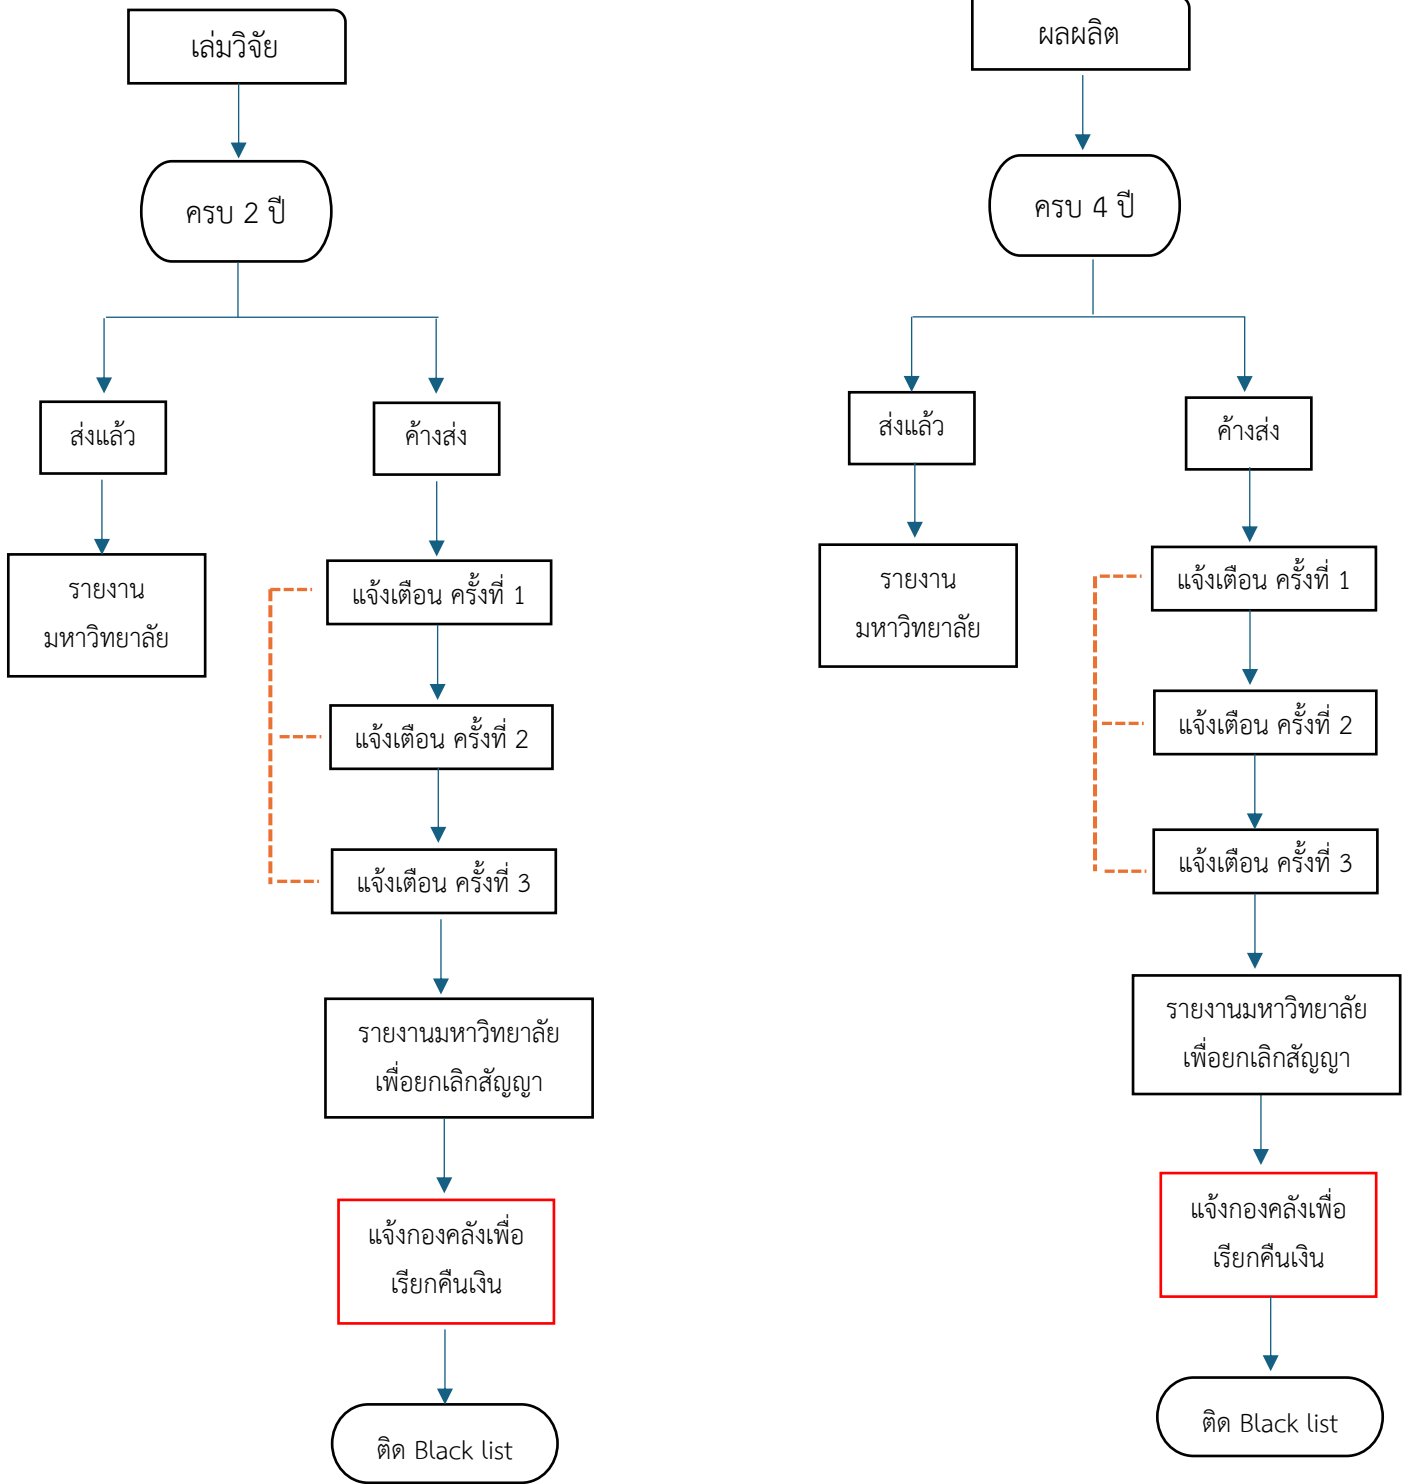 เล่มวิจัย
ครบ 2 ปี
ส่งแล้ว
ค้างส่ง
รายงาน
มหาวิทยาลัย
แจ้งเตือน ครั้งที่ 1
แจ้งเตือน ครั้งที่ 2
แจ้งเตือน ครั้งที่ 3
รายงานมหาวิทยาลัย
เพื่อยกเลิกสัญญา
แจ้งกองคลังเพื่อ
เรียกคืนเงิน
ติด Black list
ผลผลิต
ครบ 4 ปี
ส่งแล้ว
ค้างส่ง
รายงาน
มหาวิทยาลัย
แจ้งเตือน ครั้งที่ 1
แจ้งเตือน ครั้งที่ 2
แจ้งเตือน ครั้งที่ 3
รายงานมหาวิทยาลัย
เพื่อยกเลิกสัญญา
แจ้งกองคลังเพื่อ
เรียกคืนเงิน
ติด Black list